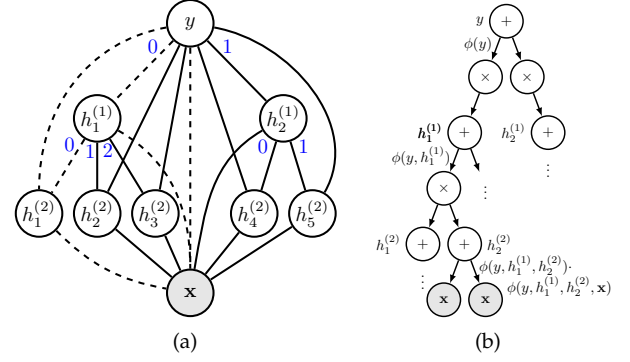 y
0
1
h_1^{(1)}
h_2^{(1)}
0
1
2
0
1
h_1^{(2)}
h_2^{(2)}
h_3^{(2)}
h_4^{(2)}
h_5^{(2)}
x
(a)
y
+
ϕ(y)
×
×
h_1^{(1)}
+
h_2^{(1)}
+
ϕ(y, h_1^{(1)})
⋮
⋮
×
h_1^{(2)}
+
+
h_2^{(2)}
ϕ(y, h_1^{(1)}, h_2^{(2)})·
⋮
x
x
ϕ(y, h_1^{(1)}, h_2^{(2)}, x)
(b)